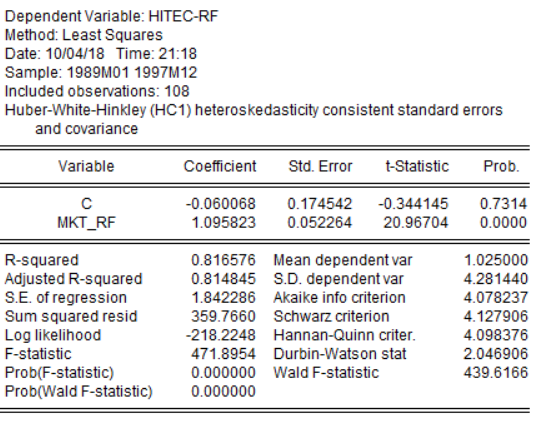 Dependent Variable: HITEC-RF
Method: Least Squares
Date: 10/04/18 Time: 21:18
Sample: 1989M01 1997M12
Included observations: 108
Huber-White-Hinkley (HC1) heteroskedasticity consistent standard errors
and covariance
Variable Coefficient Std. Error t-Statistic Prob.
C -0.060068 0.174542 -0.344145 0.7314
MKT_RF 1.095823 0.052264 20.96704 0.0000
R-squared 0.816576 Mean dependent var 1.025000
Adjusted R-squared 0.814845 S.D. dependent var 4.281440
S.E. of regression 1.842286 Akaike info criterion 4.078237
Sum squared resid 359.7660 Schwarz criterion 4.127906
Log likelihood -218.2248 Hannan-Quinn criter. 4.098376
F-statistic 471.8954 Durbin-Watson stat 2.046906
Prob(F-statistic) 0.000000 Wald F-statistic 439.6166
Prob(Wald F-statistic) 0.000000